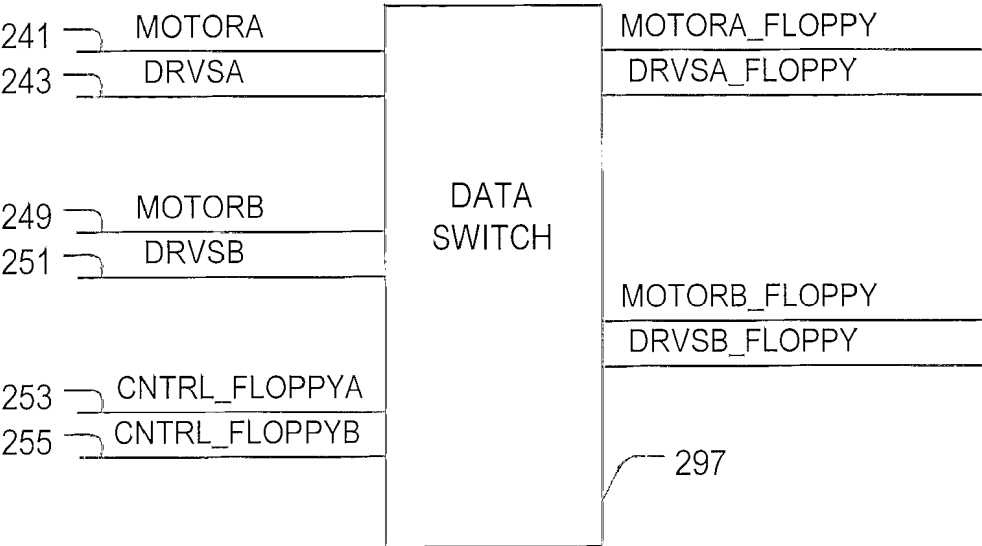 241 MOTORA
243 DRVSA
249 MOTORB
251 DRVSB
253 CNTRL_FLOPPYA
255 CNTRL_FLOPPYB
DATA
SWITCH
MOTORA_FLOPPY
DRVSA_FLOPPY
MOTORB_FLOPPY
DRVSB_FLOPPY
297